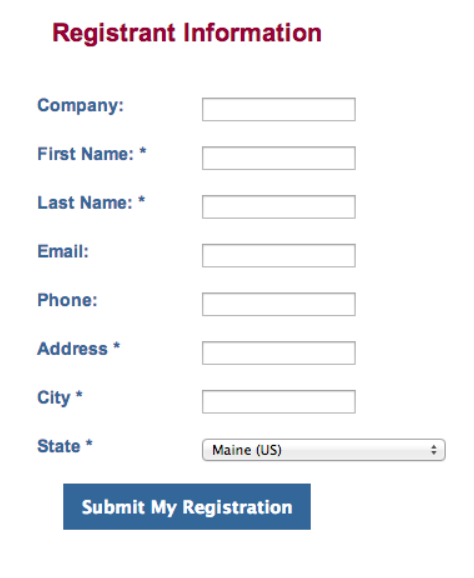 Registrant Information
Company:
First Name: *
Last Name: *
Email:
Phone:
Address *
City *
State *
Maine (US)
Submit My Registration